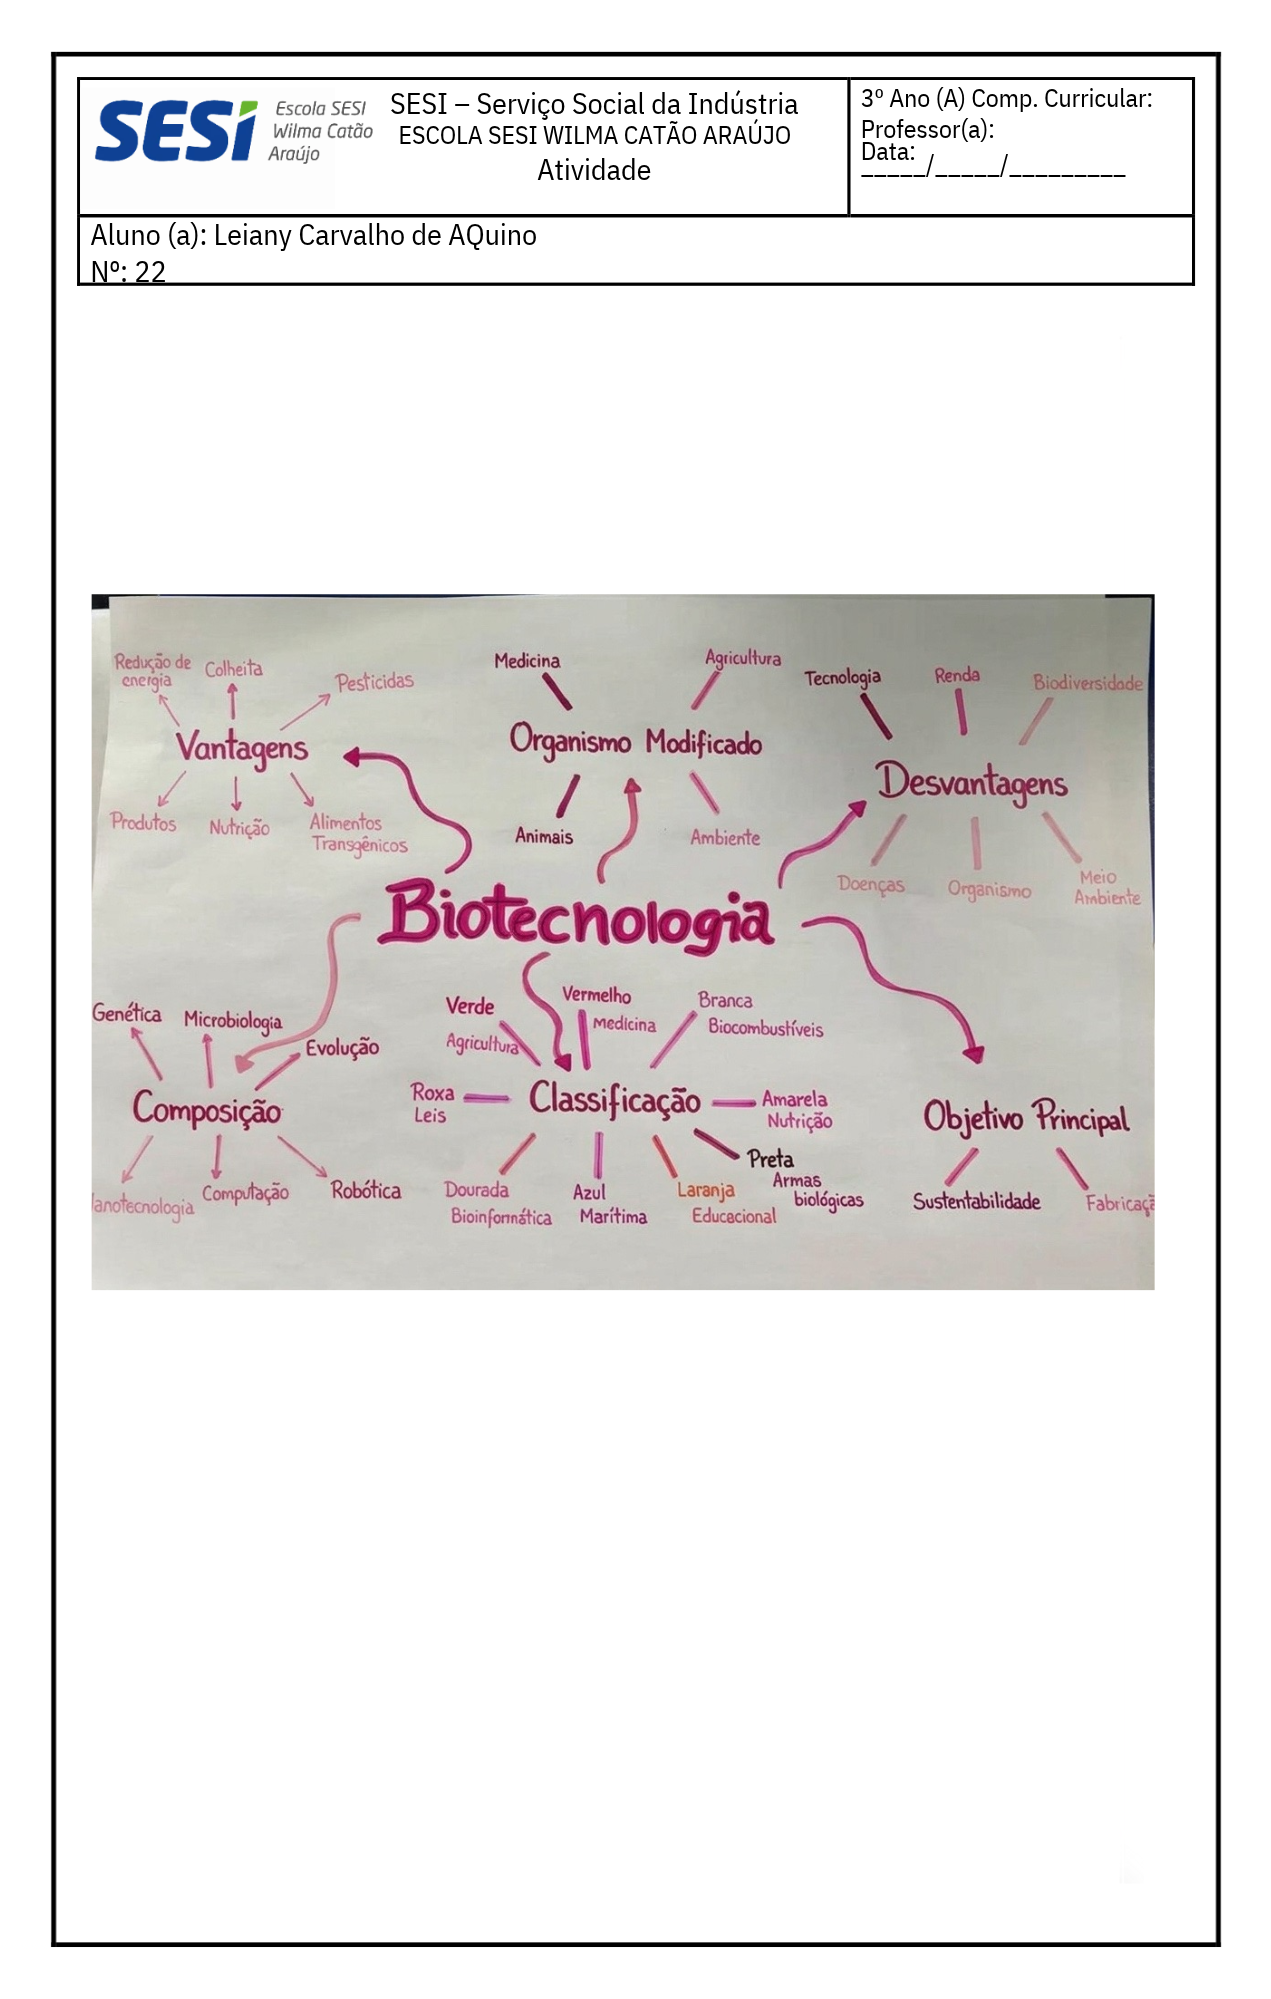 SESI
Escola SESI
Wilma Catão
Araújo
SESI – Serviço Social da Indústria
ESCOLA SESI WILMA CATÃO ARAÚJO
Atividade
3º Ano (A) Comp. Curricular:
Professor(a):
Data:
_____/_____/_________
Aluno (a): Leiany Carvalho de AQuino
Nº: 22
Redução de
energia
Colheita
Pesticidas
Vantagens
Produtos
Nutrição
Alimentos
Transgênicos
Medicina
Agricultura
Organismo Modificado
Animais
Ambiente
Tecnologia
Renda
Biodiversidade
Desvantagens
Doenças
Organismo
Meio
Ambiente
Biotecnologia
Genética
Microbiologia
Evolução
Composição
anotecnologia
Computação
Robótica
Verde
Agricultura
Vermelho
Medicina
Branca
Biocombustíveis
Roxa
Leis
Classificação
Amarela
Nutrição
Dourada
Bioinformática
Azul
Marítima
Laranja
Educacional
Preta
Armas
biológicas
Objetivo Principal
Sustentabilidade
Fabricaçã